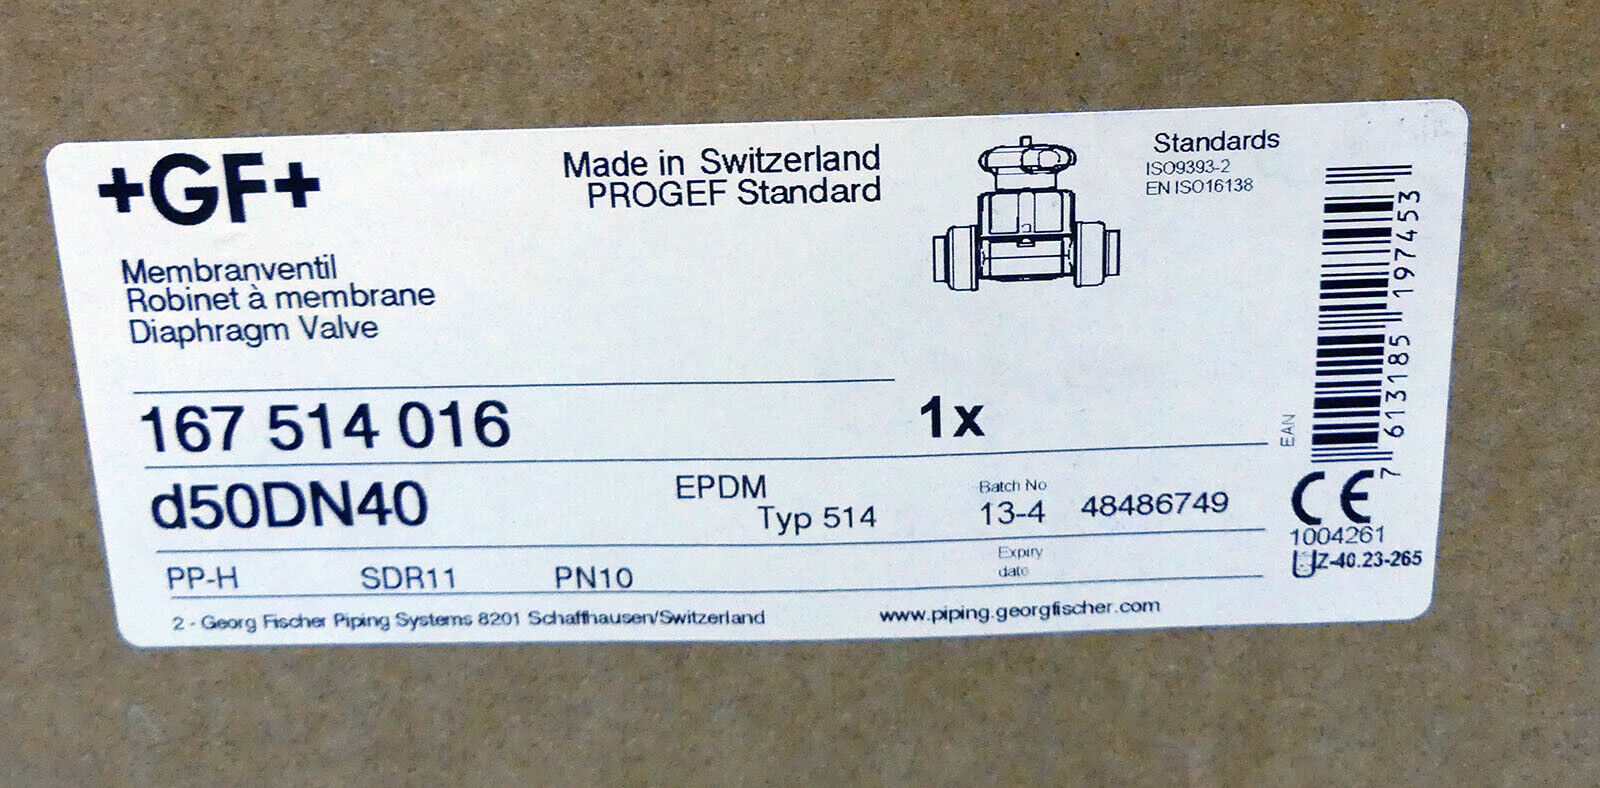 +GF+
Made in Switzerland
PROGEF Standard
Standards
ISO9393-2
EN ISO16138
Membranventil
Robinet à membrane
Diaphragm Valve
167 514 016
1x
d50DN40
EPDM
Typ 514
Batch No
13-4 48486749
Expiry
date
PP-H SDR11 PN10
2 - Georg Fischer Piping Systems 8201 Schaffhausen/Switzerland
www.piping.georgfischer.com
EAN
7 613185 197453
CE
1004261
Z-40.23-265